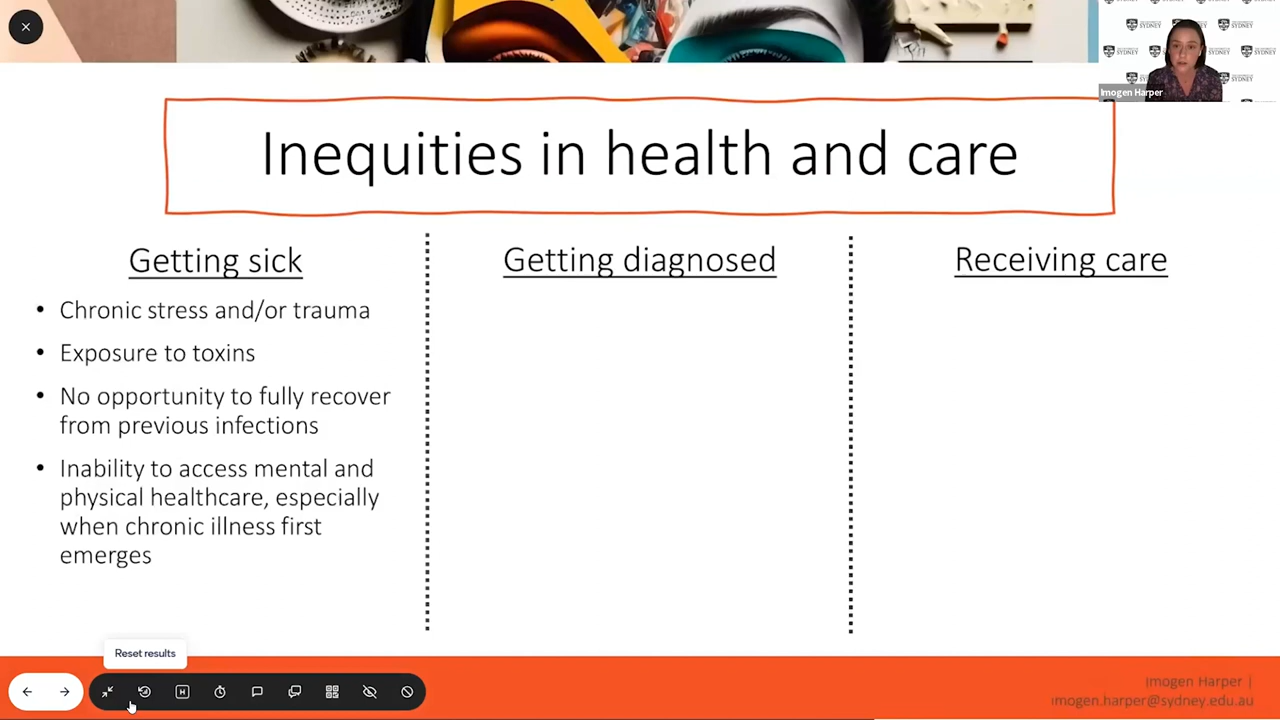 SYDNEY
Imogen Harper
Inequities in health and care
Getting sick
• Chronic stress and/or trauma
• Exposure to toxins
• No opportunity to fully recover
from previous infections
• Inability to access mental and
physical healthcare, especially
when chronic illness first
emerges
Getting diagnosed
Receiving care
Reset results
H
Imogen Harper |
imogen.harper@sydney.edu.au